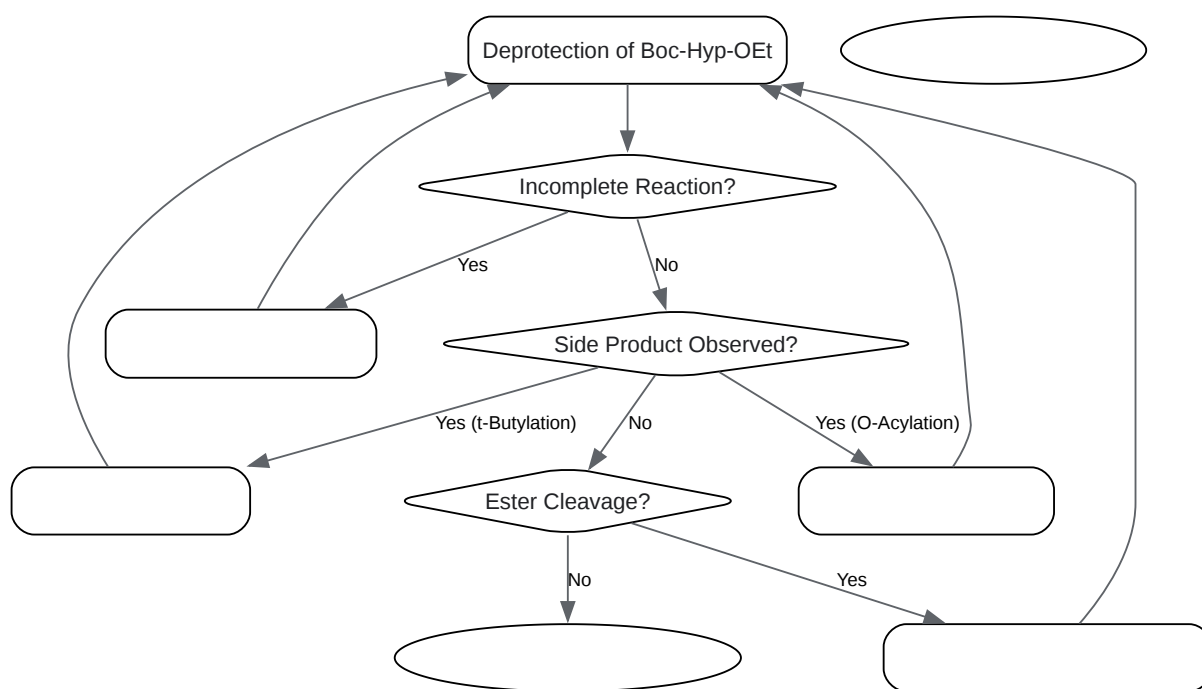 Deprotection of Boc-Hyp-OEt
Incomplete Reaction?
Yes
No
Side Product Observed?
Yes (t-Butylation)
No
Yes (O-Acylation)
Ester Cleavage?
No
Yes